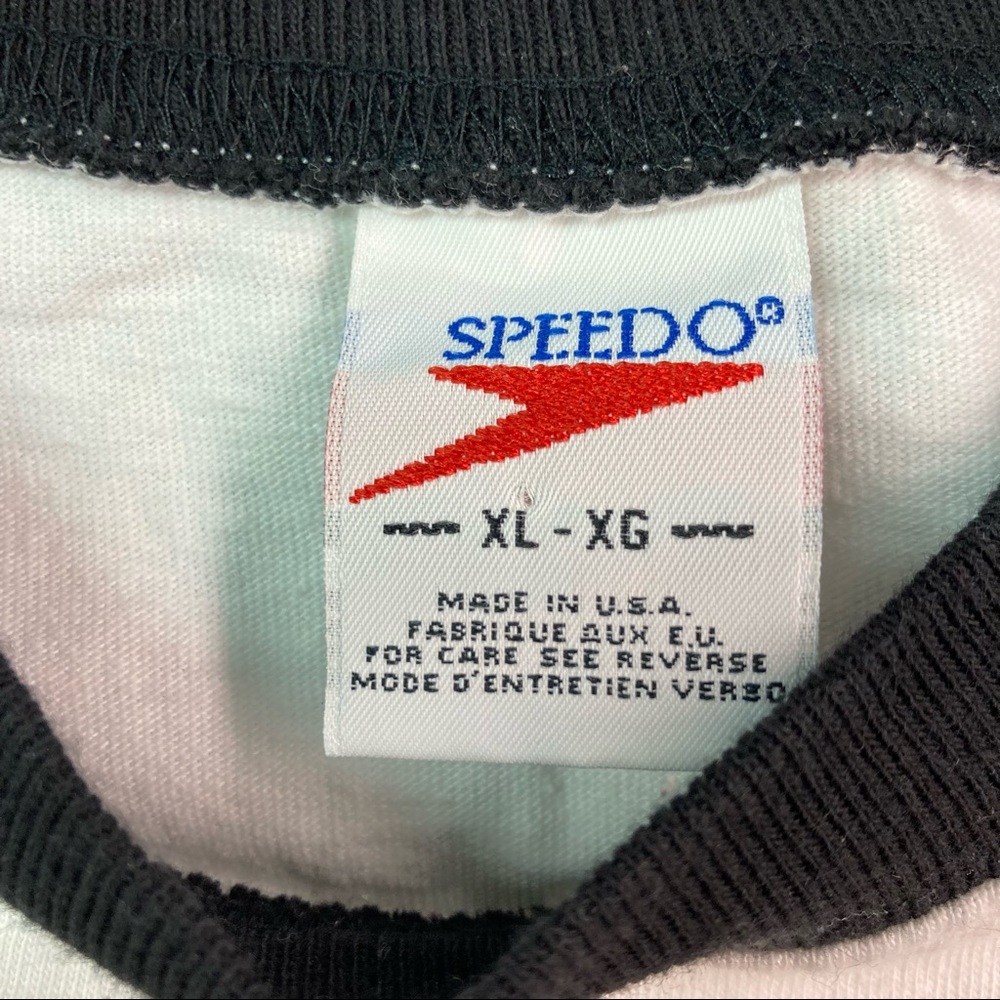 SPEEDO®
XL - XG
MADE IN U.S.A.
FABRIQUE AUX E.U.
FOR CARE SEE REVERSE
MODE D'ENTRETIEN VERSO